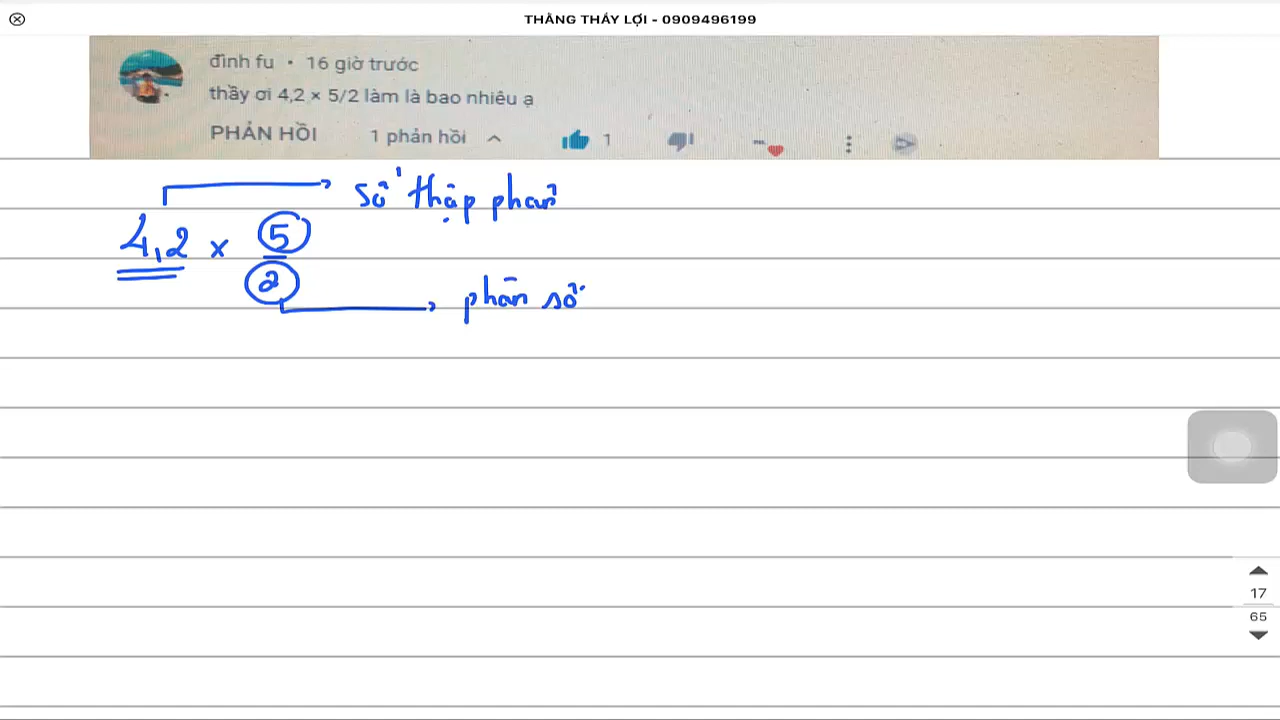 THẦNG THẦY LỢI - 0909496199
đình fu • 16 giờ trước
thầy ơi 4,2 × 5/2 làm là bao nhiêu ạ
PHẢN HỒI 1 phản hồi 1
số thập phân
4,2 × 5/2
phân số
17
65